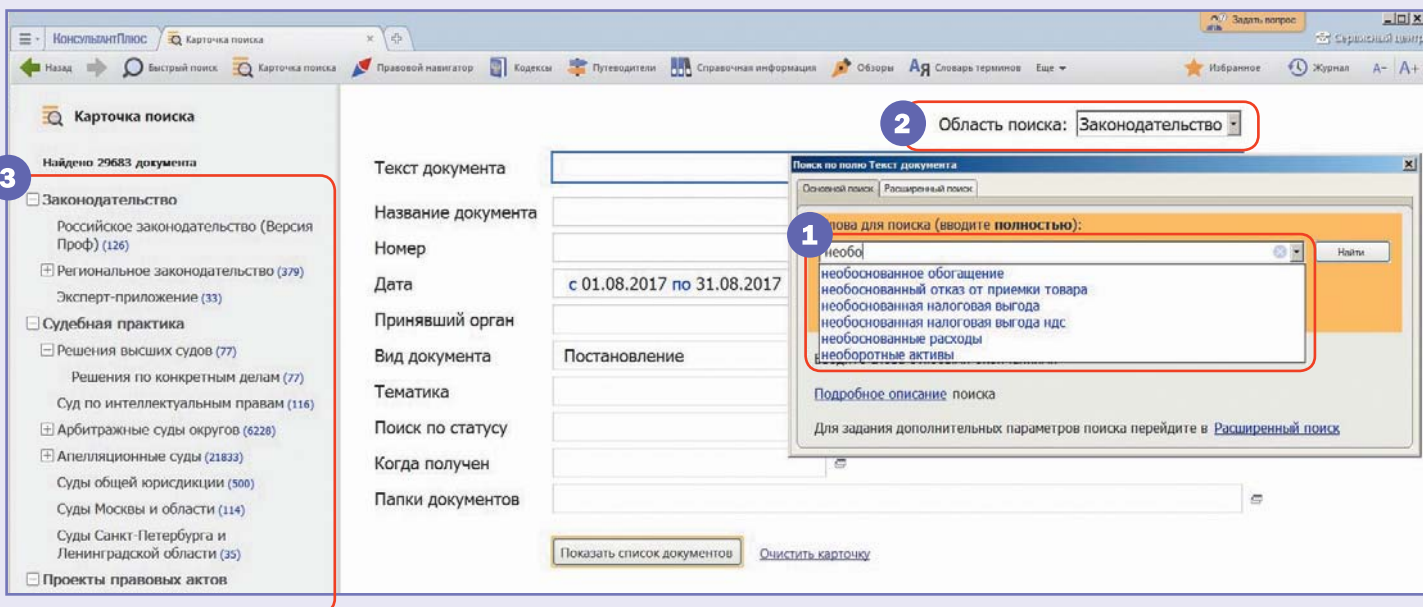 Задать вопрос
КонсультантПлюс
Карточка поиска
Сервисный центр
Назад
Быстрый поиск
Карточка поиска
Правовой навигатор
Кодексы
Путеводители
Справочная информация
Обзоры
Словарь терминов
Еще
Избранное
Журнал
А- А+
Карточка поиска
Найдено 29683 документа
3
Законодательство
Российское законодательство (Версия
Проф) (126)
Региональное законодательство (379)
Эксперт-приложение (33)
Судебная практика
Решения высших судов (77)
Решения по конкретным делам (77)
Суд по интеллектуальным правам (116)
Арбитражные суды округов (6228)
Апелляционные суды (21833)
Суды общей юрисдикции (500)
Суды Москвы и области (114)
Суды Санкт-Петербурга и
Ленинградской области (35)
Проекты правовых актов
2
Область поиска: Законодательство
Текст документа
Название документа
Номер
Дата
с 01.08.2017 по 31.08.2017
Принявший орган
Вид документа
Постановление
Тематика
Поиск по статусу
Когда получен
Папки документов
Показать список документов
Очистить карточку
Поиск по полю Текст документа
Основной поиск
Расширенный поиск
1
лова для поиска (вводите полностью):
необо
Найти
необоснованное обогащение
необоснованный отказ от приемки товара
необоснованная налоговая выгода
необоснованная налоговая выгода ндс
необоснованные расходы
необоротные активы
Подробное описание поиска
Для задания дополнительных параметров поиска перейдите в Расширенный поиск